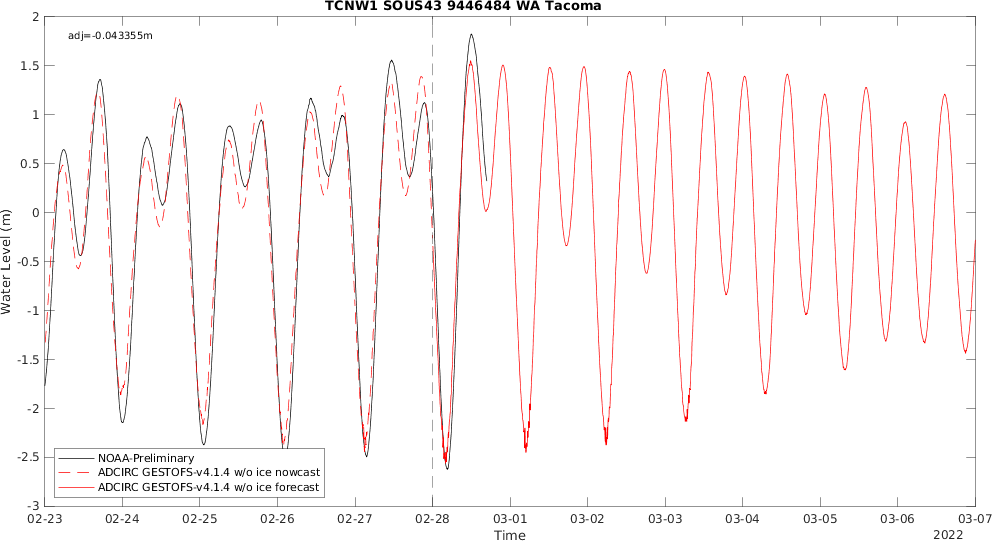 TCNW1 SOUS43 9446484 WA Tacoma
adj=-0.043355m
2
1.5
1
0.5
0
-0.5
-1
-1.5
-2
-2.5
-3
Water Level (m)
NOAA-Preliminary
ADCIRC GESTOFS-v4.1.4 w/o ice nowcast
ADCIRC GESTOFS-v4.1.4 w/o ice forecast
02-23 02-24 02-25 02-26 02-27 02-28 03-01 03-02 03-03 03-04 03-05 03-06 03-07
Time
2022